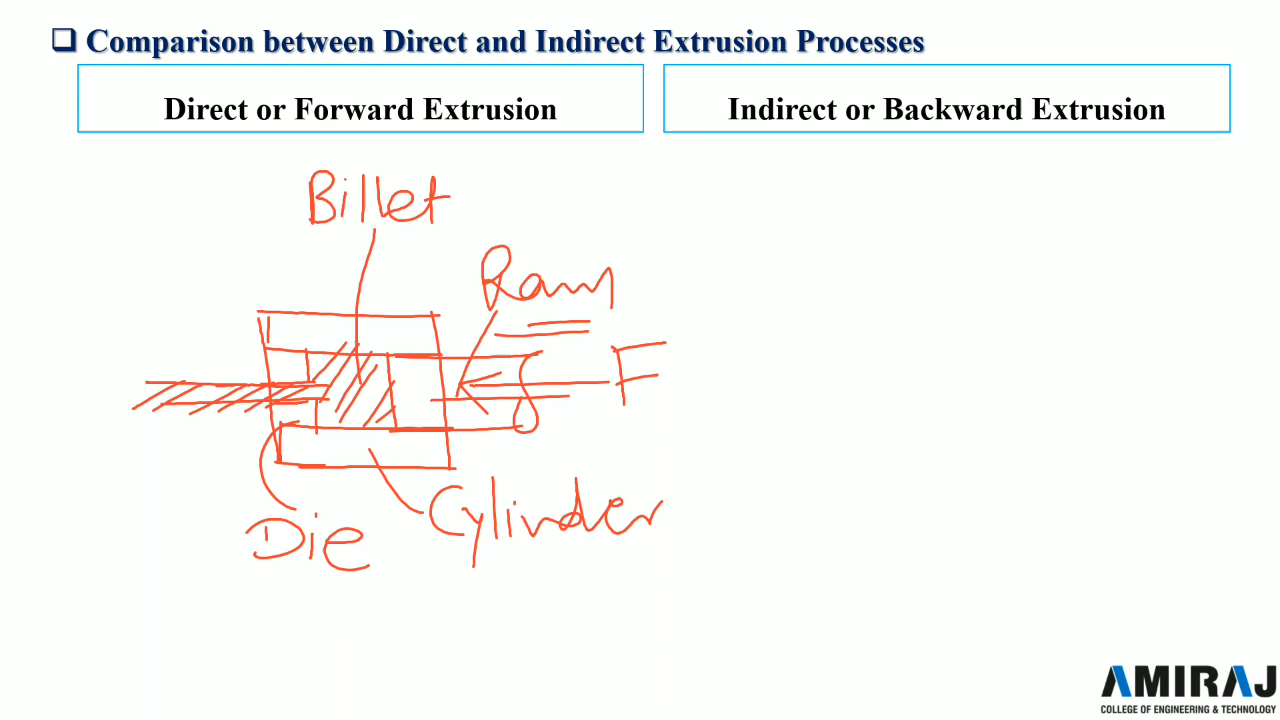 Comparison between Direct and Indirect Extrusion Processes
Direct or Forward Extrusion
Indirect or Backward Extrusion
Billet
Ram
F
Cylinder
Die
AMIRAJ
COLLEGE OF ENGINEERING & TECHNOLOGY